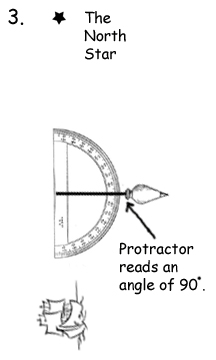 3. ★ The
North
Star
Protractor
reads an
angle of 90°.